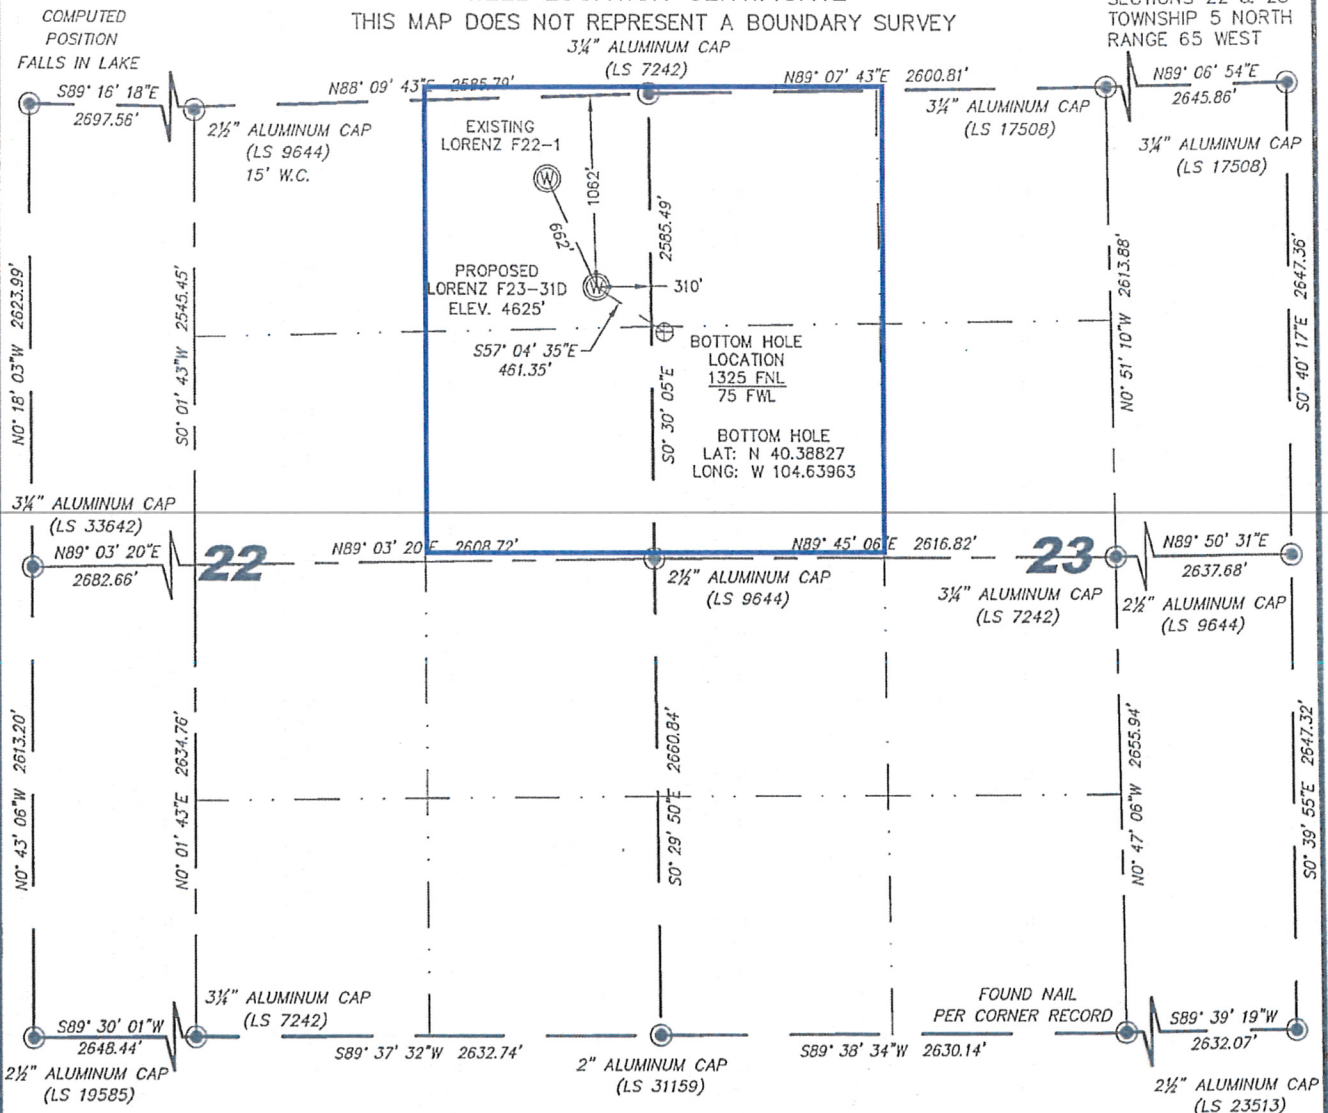 THIS MAP DOES NOT REPRESENT A BOUNDARY SURVEY
TOWNSHIP 5 NORTH
RANGE 65 WEST
COMPUTED
POSITION
FALLS IN LAKE
3¼" ALUMINUM CAP
(LS 7242)
S89° 16' 18"E
2697.56'
N88° 09' 43"E 2585.79'
N89° 07' 43"E 2600.81'
N89° 06' 54"E
2645.86'
2½" ALUMINUM CAP
(LS 9644)
15' W.C.
EXISTING
LORENZ F22-1
W
3¼" ALUMINUM CAP
(LS 17508)
3¼" ALUMINUM CAP
(LS 17508)
1062'
662'
2585.49'
PROPOSED
LORENZ F23-31D
ELEV. 4625'
W
310'
S57° 04' 35"E
461.35'
BOTTOM HOLE
LOCATION
1325 FNL
75 FWL
BOTTOM HOLE
LAT: N 40.38827
LONG: W 104.63963
N0° 18' 03"W 2623.99'
S0° 01' 43"W 2545.45'
S0° 30' 05"E
N0° 51' 10"W 2613.88'
S0° 40' 17"E 2647.36'
3¼" ALUMINUM CAP
(LS 33642)
N89° 03' 20"E
2682.66'
22
N89° 03' 20"E 2608.72'
N89° 45' 06"E 2616.82'
23
N89° 50' 31"E
2637.68'
2½" ALUMINUM CAP
(LS 9644)
3¼" ALUMINUM CAP
(LS 7242)
2½" ALUMINUM CAP
(LS 9644)
N0° 43' 06"W 2613.20'
N0° 01' 43"E 2634.76'
S0° 29' 50"E 2660.84'
N0° 47' 06"W 2655.94'
S0° 39' 55"E 2647.32'
3¼" ALUMINUM CAP
(LS 7242)
FOUND NAIL
PER CORNER RECORD
S89° 30' 01"W
2648.44'
S89° 37' 32"W 2632.74'
S89° 38' 34"W 2630.14'
S89° 39' 19"W
2632.07'
2½" ALUMINUM CAP
(LS 19585)
2" ALUMINUM CAP
(LS 31159)
2½" ALUMINUM CAP
(LS 23513)